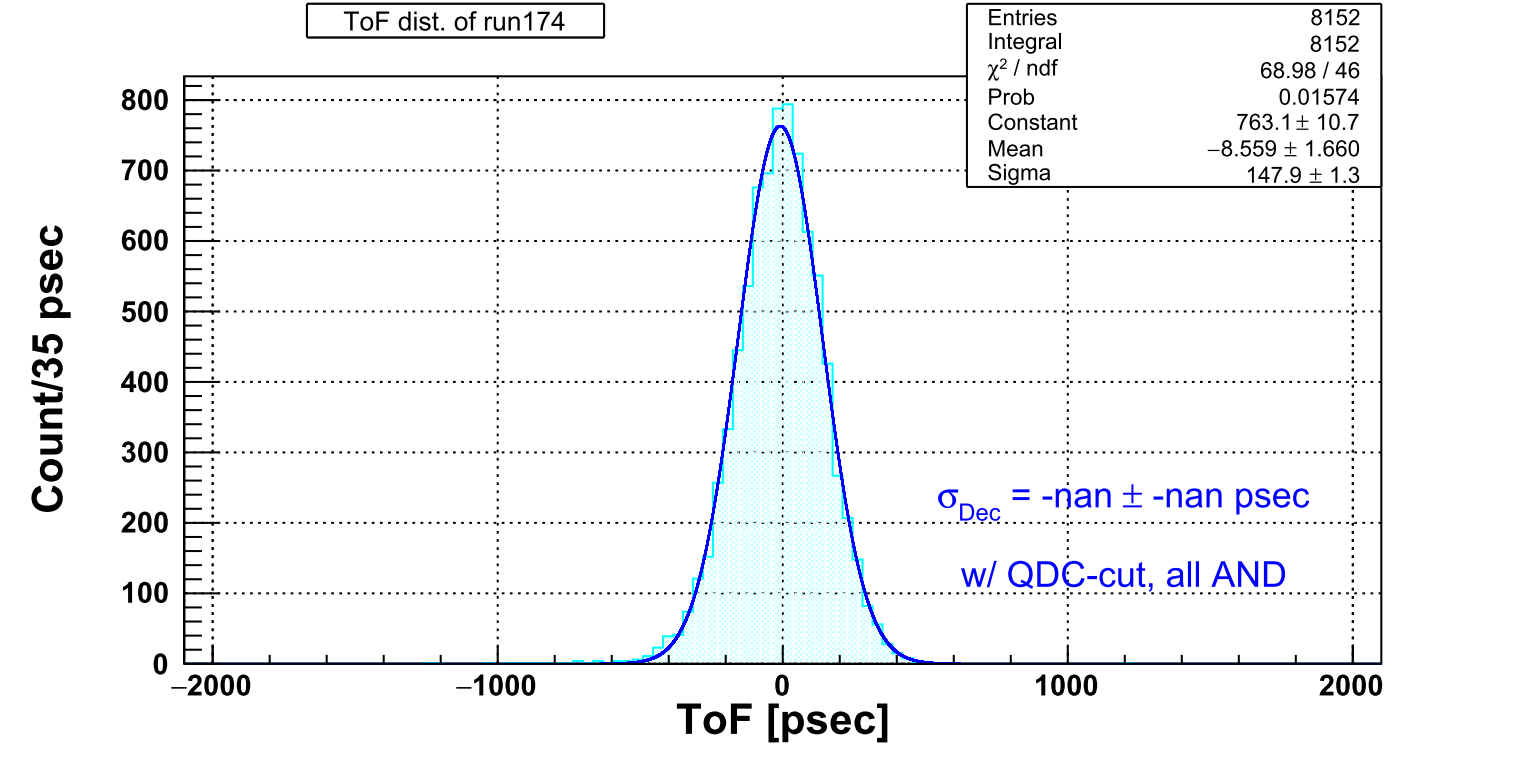 ToF dist. of run174
Entries 8152
Integral 8152
χ² / ndf 68.98 / 46
Prob 0.01574
Constant 763.1 ± 10.7
Mean −8.559 ± 1.660
Sigma 147.9 ± 1.3
800
700
600
500
400
300
200
100
0
Count/35 psec
σDec = -nan ± -nan psec
w/ QDC-cut, all AND
−2000 −1000 0 1000 2000
ToF [psec]